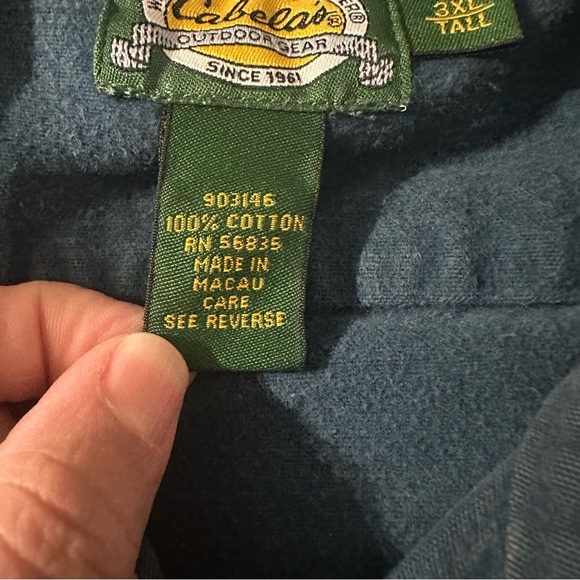 Cabela's®
OUTDOOR GEAR
SINCE 1961
3XL
TALL
903146
100% COTTON
RN 56835
MADE IN
MACAU
CARE
SEE REVERSE